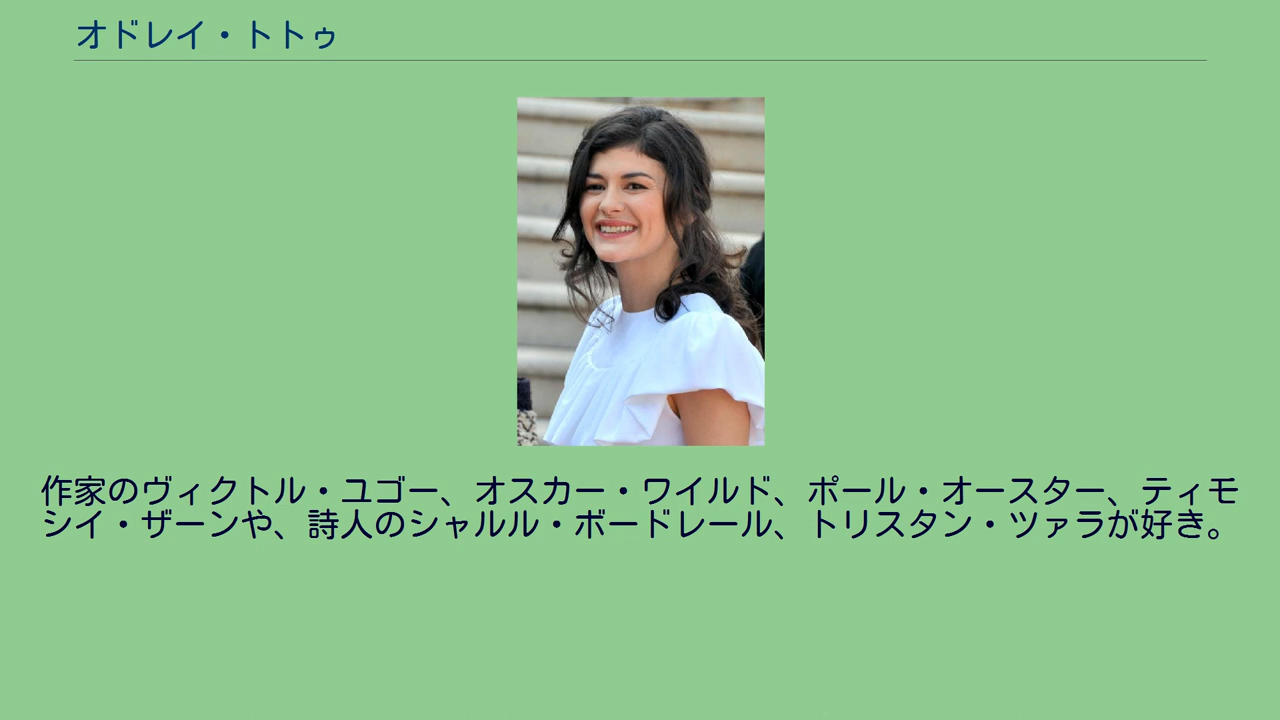 オドレイ・トトゥ
作家のヴィクトル・ユゴー、オスカー・ワイルド、ポール・オースター、ティモ
シイ・ザーンや、詩人のシャルル・ボードレール、トリスタン・ツァラが好き。